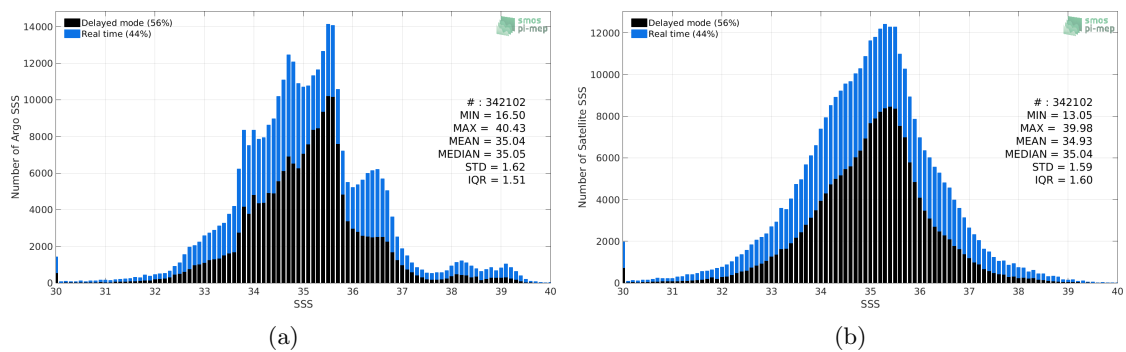 Delayed mode (56%)
Real time (44%)
smos
pi-mep
14000
12000
10000
8000
6000
4000
2000
0
Number of Argo SSS
# : 342102
MIN = 16.50
MAX = 40.43
MEAN = 35.04
MEDIAN = 35.05
STD = 1.62
IQR = 1.51
30 31 32 33 34 35 36 37 38 39 40
SSS
(a)
Delayed mode (56%)
Real time (44%)
smos
pi-mep
12000
10000
8000
6000
4000
2000
0
Number of Satellite SSS
# : 342102
MIN = 13.05
MAX = 39.98
MEAN = 34.93
MEDIAN = 35.04
STD = 1.59
IQR = 1.60
30 31 32 33 34 35 36 37 38 39 40
SSS
(b)